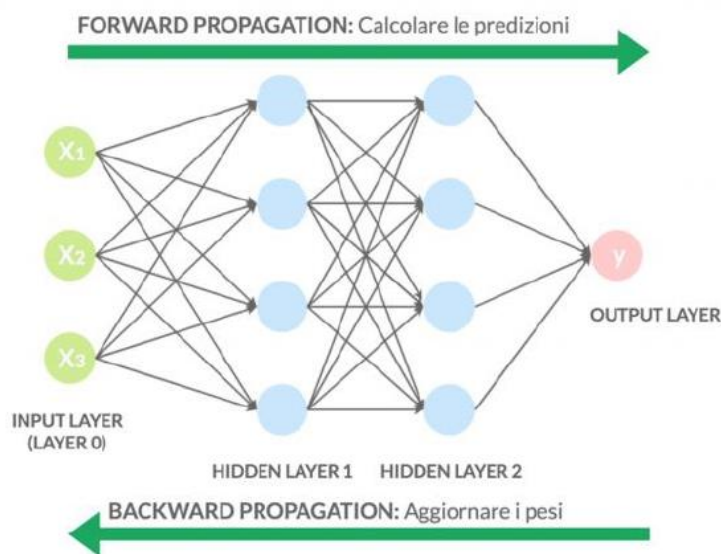 FORWARD PROPAGATION: Calcolare le predizioni
X1
X2
X3
y
OUTPUT LAYER
INPUT LAYER
(LAYER 0)
HIDDEN LAYER 1
HIDDEN LAYER 2
BACKWARD PROPAGATION: Aggiornare i pesi